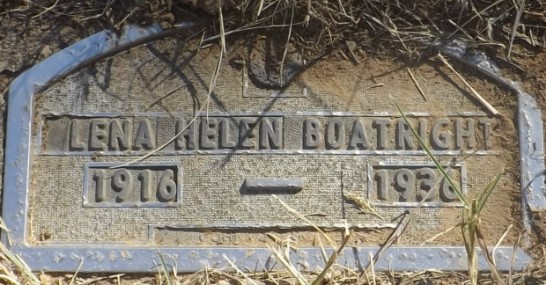 LENA HELEN BOATRIGHT
1916 — 1936